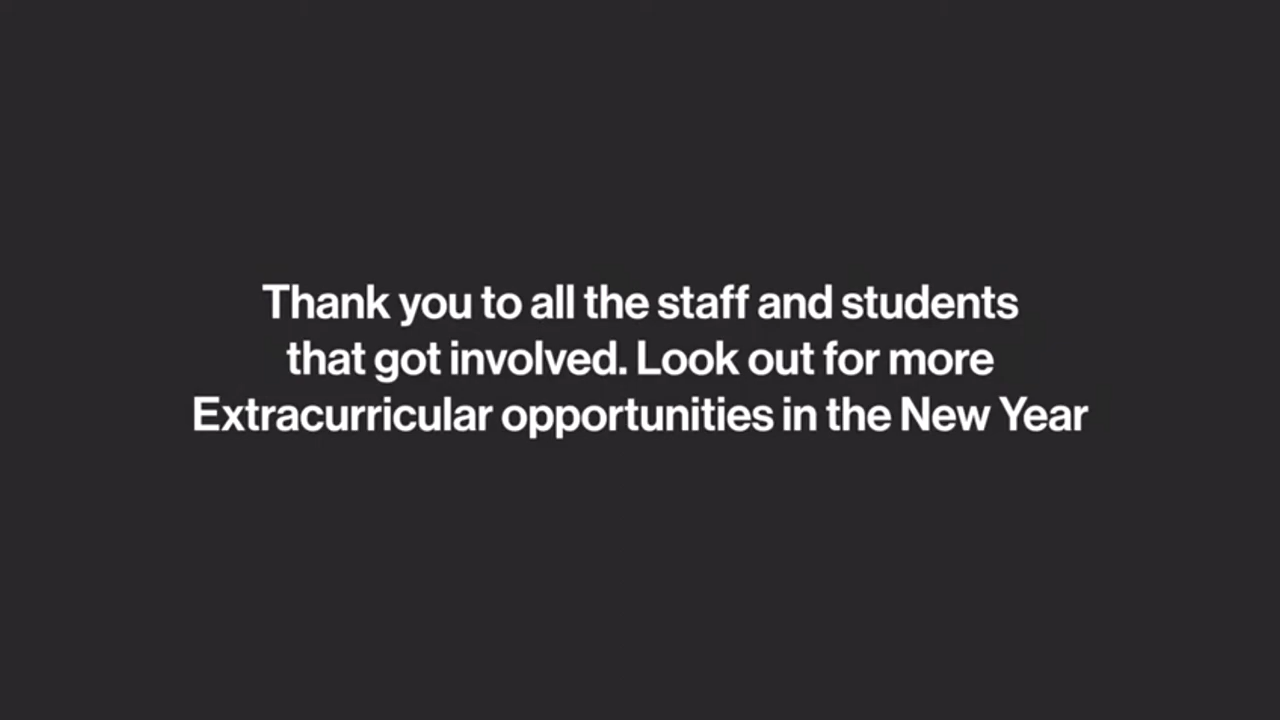 Thank you to all the staff and students
that got involved. Look out for more
Extracurricular opportunities in the New Year